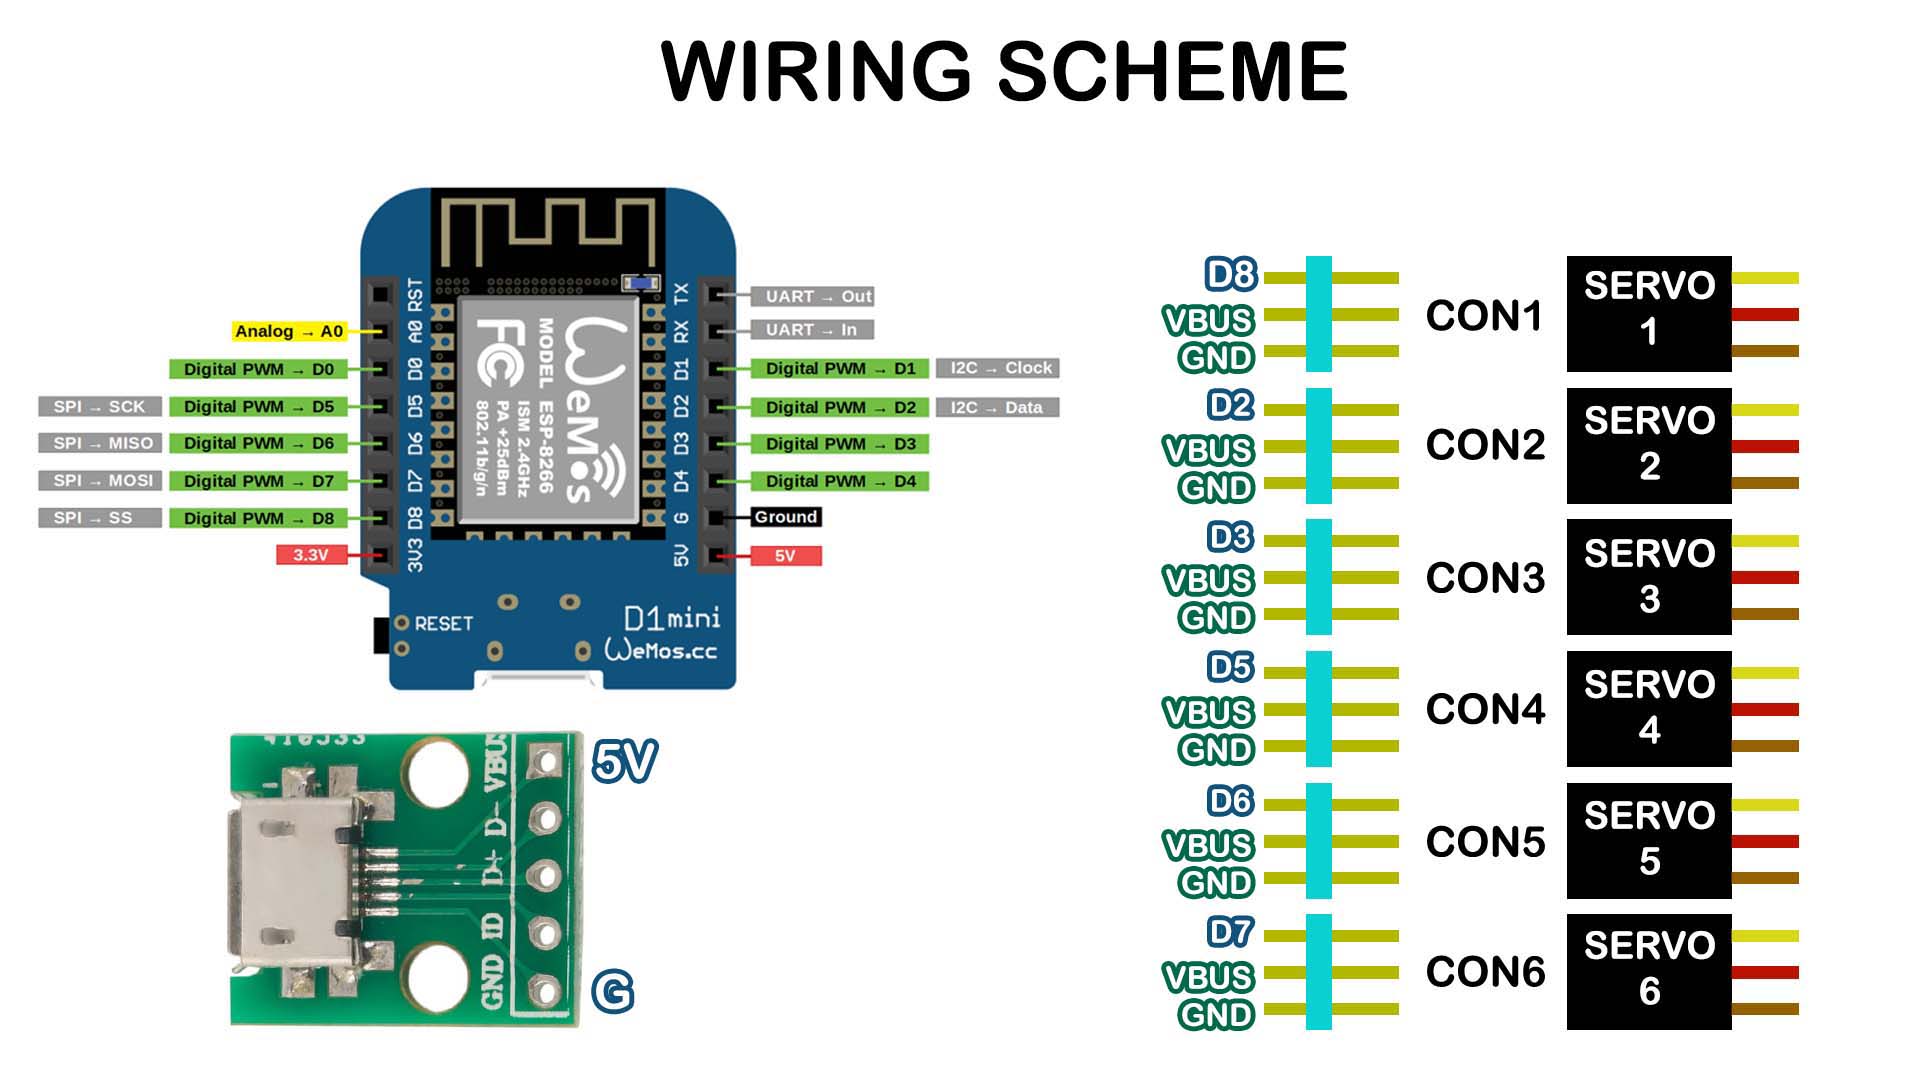 WIRING SCHEME
RST
TX
UART → Out
Analog → A0
A0
RX
UART → In
Digital PWM → D0
D0
D1
Digital PWM → D1
I2C → Clock
SPI → SCK
Digital PWM → D5
D5
D2
Digital PWM → D2
I2C → Data
SPI → MISO
Digital PWM → D6
D6
D3
Digital PWM → D3
SPI → MOSI
Digital PWM → D7
D7
D4
Digital PWM → D4
SPI → SS
Digital PWM → D8
D8
G
Ground
3.3V
3V3
5V
5V
WeMos
MODEL ESP-8266
ISM 2.4GHz
PA +25dBm
802.11b/g/n
FC
RESET
D1mini
WeMos.cc
VBUS
D-
D+
ID
GND
5V
G
D8
VBUS
GND
CON1
SERVO
1
D2
VBUS
GND
CON2
SERVO
2
D3
VBUS
GND
CON3
SERVO
3
D5
VBUS
GND
CON4
SERVO
4
D6
VBUS
GND
CON5
SERVO
5
D7
VBUS
GND
CON6
SERVO
6